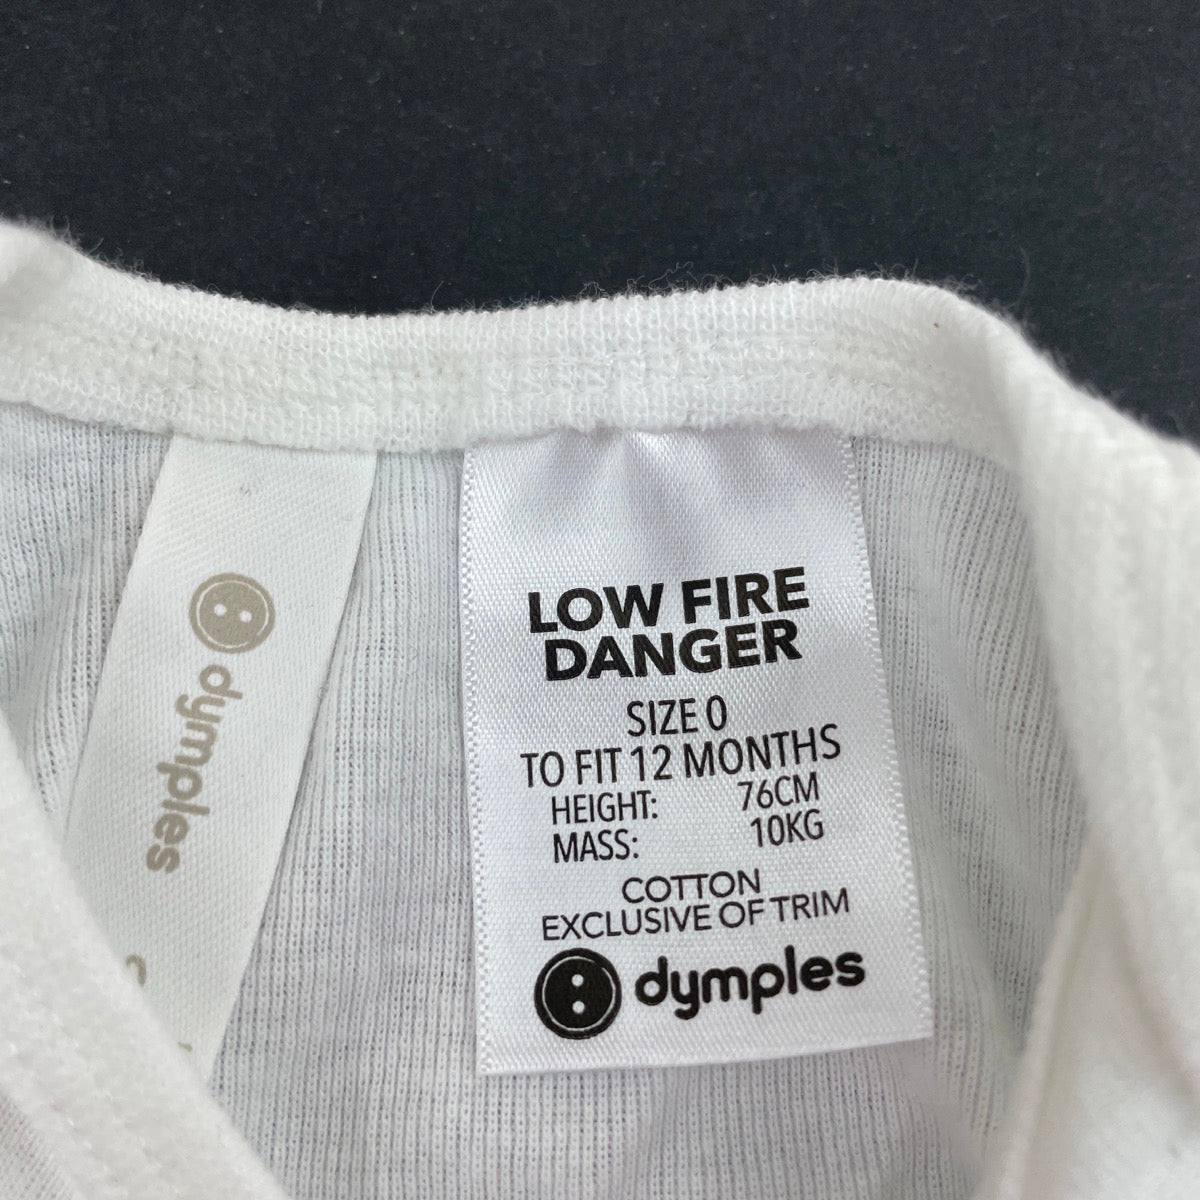 dymples
LOW FIRE
DANGER
SIZE 0
TO FIT 12 MONTHS
HEIGHT: 76CM
MASS: 10KG
COTTON
EXCLUSIVE OF TRIM
dymples